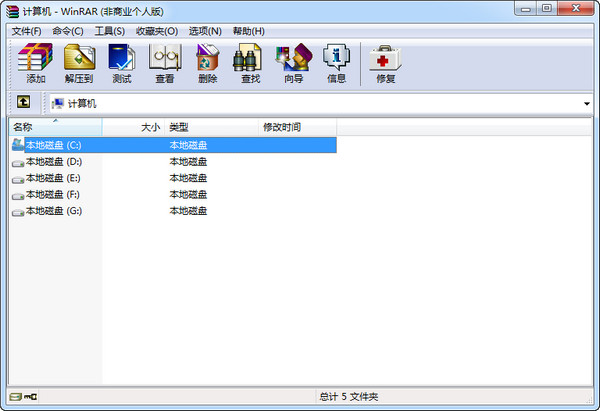 计算机 - WinRAR (非商业个人版)
文件(F) 命令(C) 工具(S) 收藏夹(O) 选项(N) 帮助(H)
添加 解压到 测试 查看 删除 查找 向导 信息 修复
计算机
名称 大小 类型 修改时间
本地磁盘 (C:) 本地磁盘
本地磁盘 (D:) 本地磁盘
本地磁盘 (E:) 本地磁盘
本地磁盘 (F:) 本地磁盘
本地磁盘 (G:) 本地磁盘
总计 5 文件夹